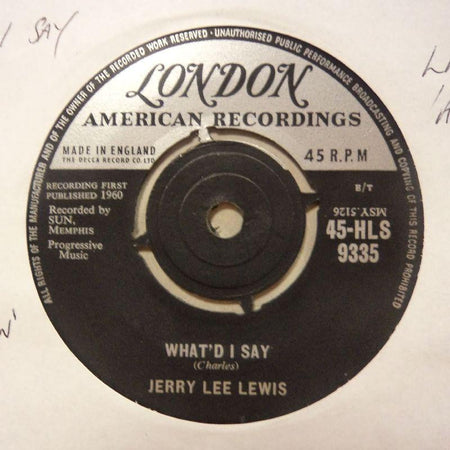 SAY
ALL RIGHTS OF THE MANUFACTURER AND OF THE OWNER OF THE RECORDED WORK RESERVED · UNAUTHORISED PUBLIC PERFORMANCE BROADCASTING AND COPYING OF THIS RECORD PROHIBITED
LONDON
AMERICAN RECORDINGS
MADE IN ENGLAND
THE DECCA RECORD CO. LTD
45 R.P.M
RECORDING FIRST
PUBLISHED 1960
Recorded by
SUN,
MEMPHIS
Progressive
Music
B/T
MSY.5126
45-HLS
9335
WHAT'D I SAY
(Charles)
JERRY LEE LEWIS